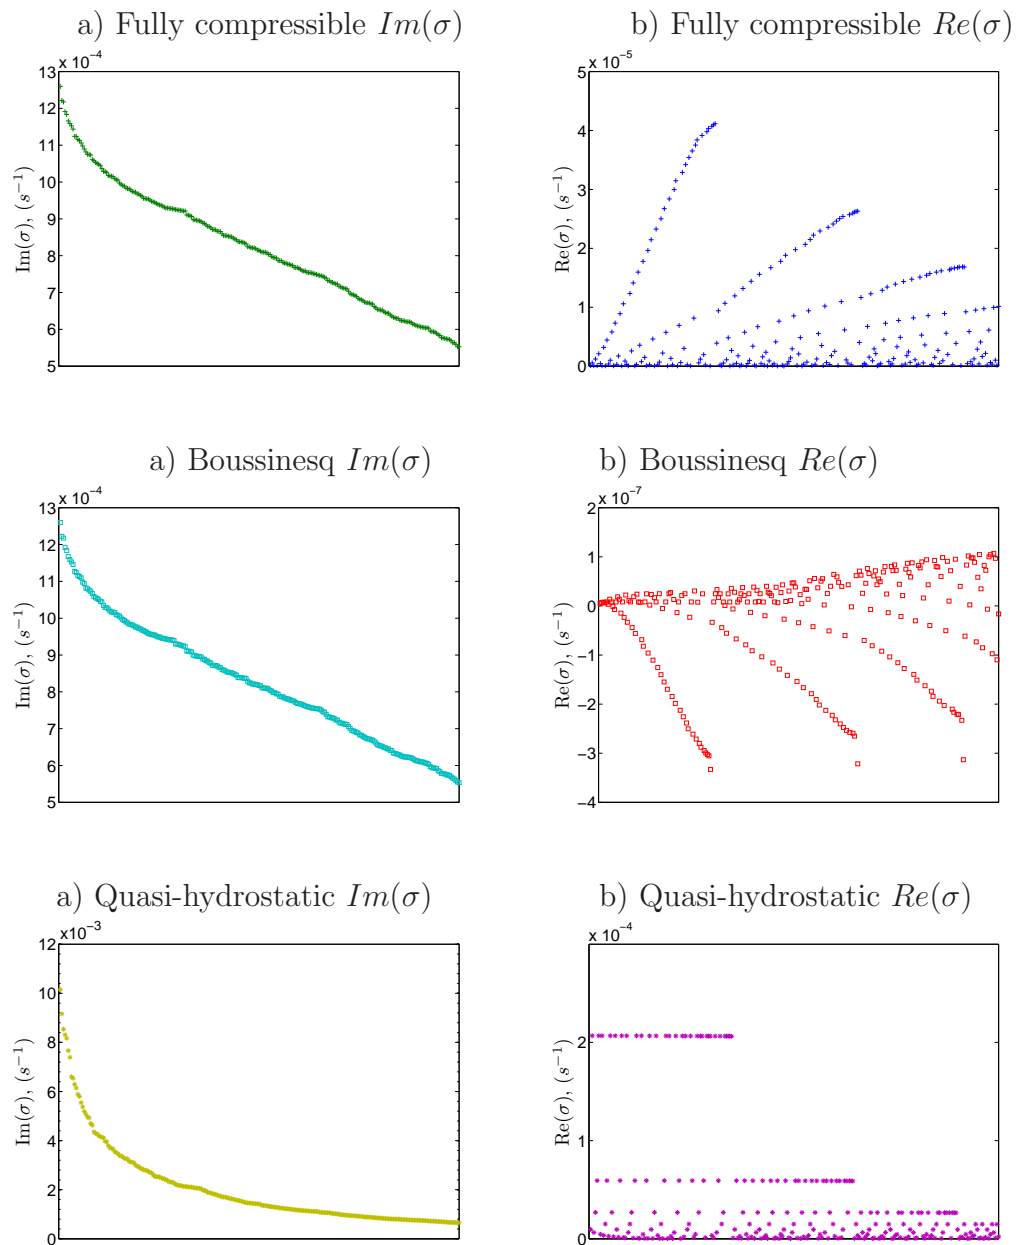 a) Fully compressible Im(σ)
x 10⁻⁴
13
12
11
10
9
8
7
6
5
Im(σ), (s⁻¹)
b) Fully compressible Re(σ)
x 10⁻⁵
5
4
3
2
1
0
Re(σ), (s⁻¹)
a) Boussinesq Im(σ)
x 10⁻⁴
13
12
11
10
9
8
7
6
5
Im(σ), (s⁻¹)
b) Boussinesq Re(σ)
x 10⁻⁷
2
1
0
−1
−2
−3
−4
Re(σ), (s⁻¹)
a) Quasi-hydrostatic Im(σ)
x10⁻³
12
10
8
6
4
2
0
Im(σ), (s⁻¹)
b) Quasi-hydrostatic Re(σ)
x 10⁻⁴
4
2
0
Re(σ), (s⁻¹)